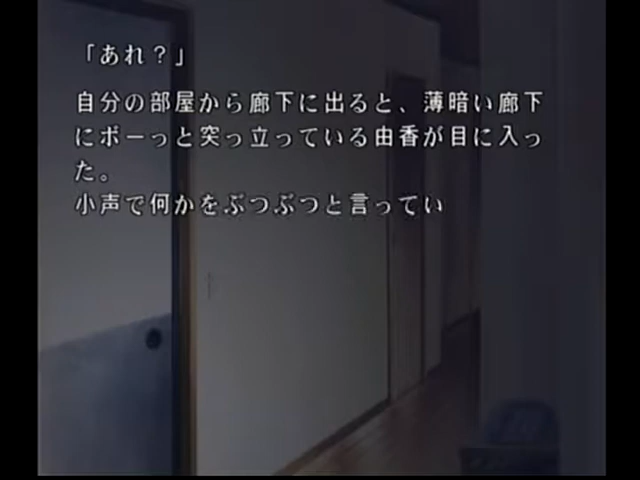 「あれ？」
自分の部屋から廊下に出ると、薄暗い廊下
にボーっと突っ立っている由香が目に入っ
た。
小声で何かをぶつぶつと言ってい